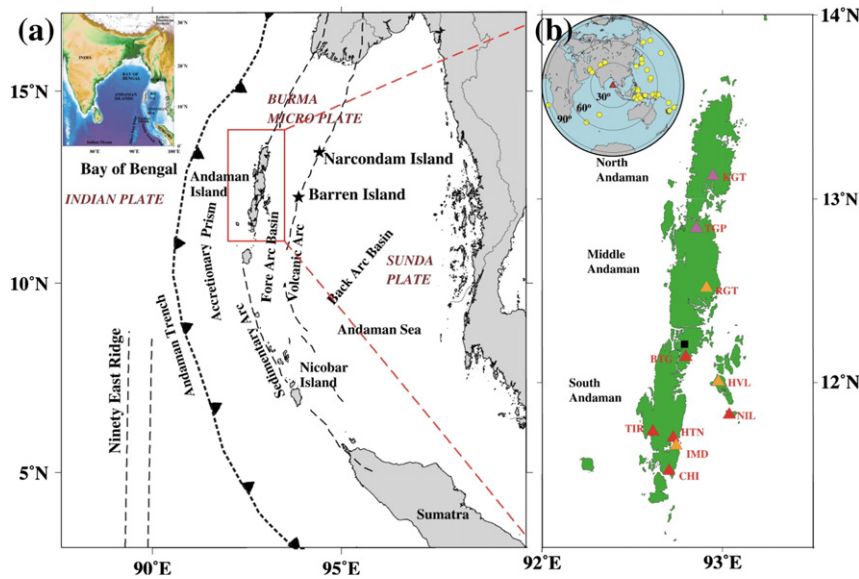 (a)
INDIA
BAY OF
BENGAL
ANDAMAN
ISLANDS
15°N
10°N
5°N
90°E
95°E
BURMA
MICRO PLATE
Bay of Bengal
Andaman
Island
Narcondam Island
INDIAN PLATE
Barren Island
Accretionary Prism
Fore Arc Basin
Volcanic Arc
Back Arc Basin
SUNDA
PLATE
Andaman Trench
Sedimentary Arc
Andaman Sea
Nicobar
Island
Ninety East Ridge
Sumatra
(b)
14°N
13°N
12°N
92°E
93°E
30°
60°
90°
North
Andaman
KGT
TGP
Middle
Andaman
RGT
BTG
South
Andaman
HVL
NIL
TIR
HTN
IMD
CHI